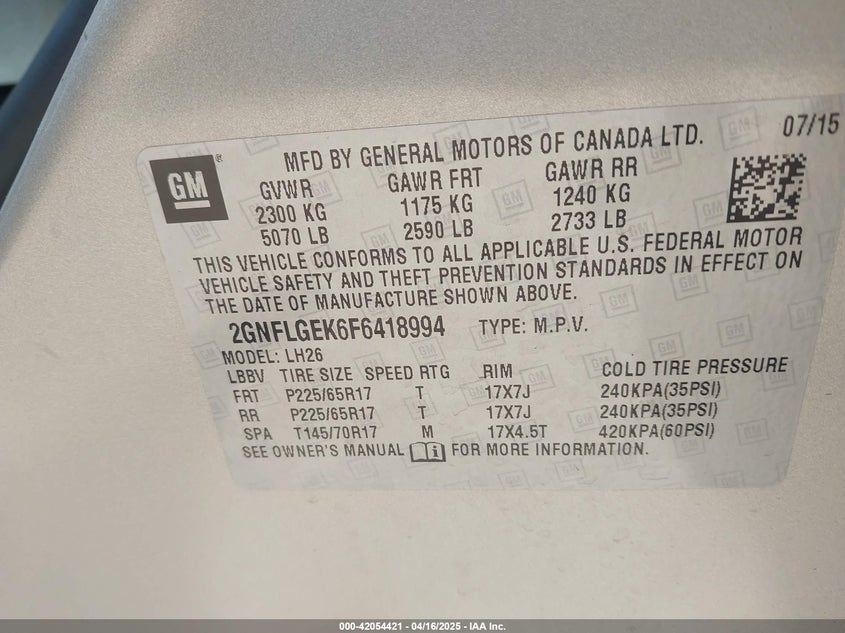 07/15
GM
MFD BY GENERAL MOTORS OF CANADA LTD.
GVWR GAWR FRT GAWR RR
2300 KG 1175 KG 1240 KG
5070 LB 2590 LB 2733 LB
THIS VEHICLE CONFORMS TO ALL APPLICABLE U.S. FEDERAL MOTOR
VEHICLE SAFETY AND THEFT PREVENTION STANDARDS IN EFFECT ON
THE DATE OF MANUFACTURE SHOWN ABOVE.
2GNFLGEK6F6418994 TYPE: M.P.V.
MODEL: LH26
LBBV TIRE SIZE SPEED RTG RIM COLD TIRE PRESSURE
FRT P225/65R17 T 17X7J 240KPA(35PSI)
RR P225/65R17 T 17X7J 240KPA(35PSI)
SPA T145/70R17 M 17X4.5T 420KPA(60PSI)
SEE OWNER'S MANUAL FOR MORE INFORMATION.
000-42054421 - 04/16/2025 - IAA Inc.